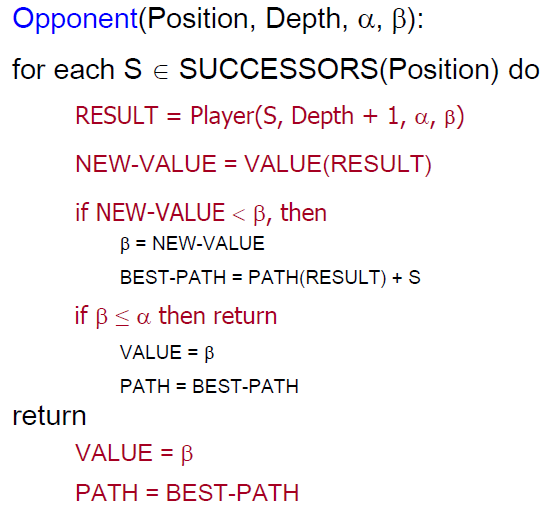 Opponent(Position, Depth, α, β):
for each S ∈ SUCCESSORS(Position) do
RESULT = Player(S, Depth + 1, α, β)
NEW-VALUE = VALUE(RESULT)
if NEW-VALUE < β, then
β = NEW-VALUE
BEST-PATH = PATH(RESULT) + S
if β ≤ α then return
VALUE = β
PATH = BEST-PATH
return
VALUE = β
PATH = BEST-PATH